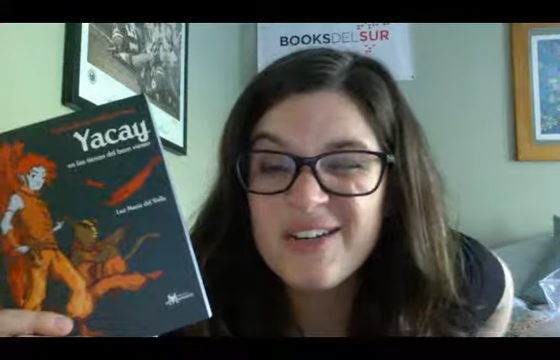 BOOKSDELSUR
Yacay
en las tierras del buen viento
Luz María del Valle